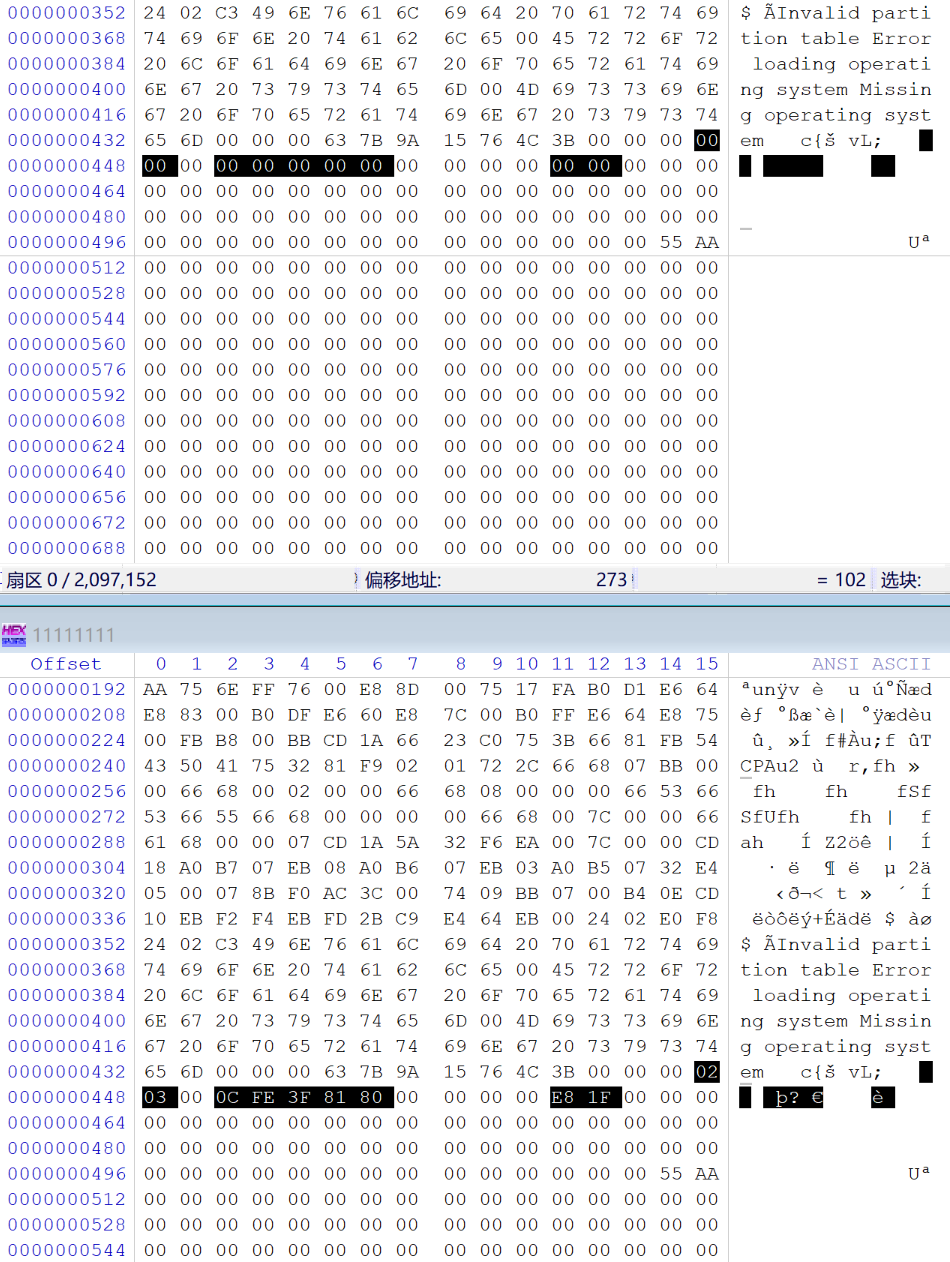 0000000352 24 02 C3 49 6E 76 61 6C 69 64 20 70 61 72 74 69 $ ÃInvalid parti
0000000368 74 69 6F 6E 20 74 61 62 6C 65 00 45 72 72 6F 72 tion table Error
0000000384 20 6C 6F 61 64 69 6E 67 20 6F 70 65 72 61 74 69 loading operati
0000000400 6E 67 20 73 79 73 74 65 6D 00 4D 69 73 73 69 6E ng system Missin
0000000416 67 20 6F 70 65 72 61 74 69 6E 67 20 73 79 73 74 g operating syst
0000000432 65 6D 00 00 00 63 7B 9A 15 76 4C 3B 00 00 00 00 em c{š vL;
0000000448 00 00 00 00 00 00 00 00 00 00 00 00 00 00 00 00
0000000464 00 00 00 00 00 00 00 00 00 00 00 00 00 00 00 00
0000000480 00 00 00 00 00 00 00 00 00 00 00 00 00 00 00 00
0000000496 00 00 00 00 00 00 00 00 00 00 00 00 00 00 55 AA Uª
0000000512 00 00 00 00 00 00 00 00 00 00 00 00 00 00 00 00
0000000528 00 00 00 00 00 00 00 00 00 00 00 00 00 00 00 00
0000000544 00 00 00 00 00 00 00 00 00 00 00 00 00 00 00 00
0000000560 00 00 00 00 00 00 00 00 00 00 00 00 00 00 00 00
0000000576 00 00 00 00 00 00 00 00 00 00 00 00 00 00 00 00
0000000592 00 00 00 00 00 00 00 00 00 00 00 00 00 00 00 00
0000000608 00 00 00 00 00 00 00 00 00 00 00 00 00 00 00 00
0000000624 00 00 00 00 00 00 00 00 00 00 00 00 00 00 00 00
0000000640 00 00 00 00 00 00 00 00 00 00 00 00 00 00 00 00
0000000656 00 00 00 00 00 00 00 00 00 00 00 00 00 00 00 00
0000000672 00 00 00 00 00 00 00 00 00 00 00 00 00 00 00 00
0000000688 00 00 00 00 00 00 00 00 00 00 00 00 00 00 00 00
扇区 0 / 2,097,152 偏移地址: 273 = 102 选块:
HEX 11111111
Offset 0 1 2 3 4 5 6 7 8 9 10 11 12 13 14 15 ANSI ASCII
0000000192 AA 75 6E FF 76 00 E8 8D 00 75 17 FA B0 D1 E6 64 ªunÿv è u ú°Ñæd
0000000208 E8 83 00 B0 DF E6 60 E8 7C 00 B0 FF E6 64 E8 75 èƒ °ßæ`è| °ÿædèu
0000000224 00 FB B8 00 BB CD 1A 66 23 C0 75 3B 66 81 FB 54 û¸ »Í f#Àu;f ûT
0000000240 43 50 41 75 32 81 F9 02 01 72 2C 66 68 07 BB 00 CPAu2 ù r,fh »
0000000256 00 66 68 00 02 00 00 66 68 08 00 00 00 66 53 66 fh fh fSf
0000000272 53 66 55 66 68 00 00 00 00 66 68 00 7C 00 00 66 SfUfh fh | f
0000000288 61 68 00 00 07 CD 1A 5A 32 F6 EA 00 7C 00 00 CD ah Í Z2öê | Í
0000000304 18 A0 B7 07 EB 08 A0 B6 07 EB 03 A0 B5 07 32 E4 · ë ¶ ë µ 2ä
0000000320 05 00 07 8B F0 AC 3C 00 74 09 BB 07 00 B4 0E CD ‹ð¬< t » ´ Í
0000000336 10 EB F2 F4 EB FD 2B C9 E4 64 EB 00 24 02 E0 F8 ëòôëý+Éädë $ àø
0000000352 24 02 C3 49 6E 76 61 6C 69 64 20 70 61 72 74 69 $ ÃInvalid parti
0000000368 74 69 6F 6E 20 74 61 62 6C 65 00 45 72 72 6F 72 tion table Error
0000000384 20 6C 6F 61 64 69 6E 67 20 6F 70 65 72 61 74 69 loading operati
0000000400 6E 67 20 73 79 73 74 65 6D 00 4D 69 73 73 69 6E ng system Missin
0000000416 67 20 6F 70 65 72 61 74 69 6E 67 20 73 79 73 74 g operating syst
0000000432 65 6D 00 00 00 63 7B 9A 15 76 4C 3B 00 00 00 02 em c{š vL;
0000000448 03 00 0C FE 3F 81 80 00 00 00 00 E8 1F 00 00 00 þ? € è
0000000464 00 00 00 00 00 00 00 00 00 00 00 00 00 00 00 00
0000000480 00 00 00 00 00 00 00 00 00 00 00 00 00 00 00 00
0000000496 00 00 00 00 00 00 00 00 00 00 00 00 00 00 55 AA Uª
0000000512 00 00 00 00 00 00 00 00 00 00 00 00 00 00 00 00
0000000528 00 00 00 00 00 00 00 00 00 00 00 00 00 00 00 00
0000000544 00 00 00 00 00 00 00 00 00 00 00 00 00 00 00 00